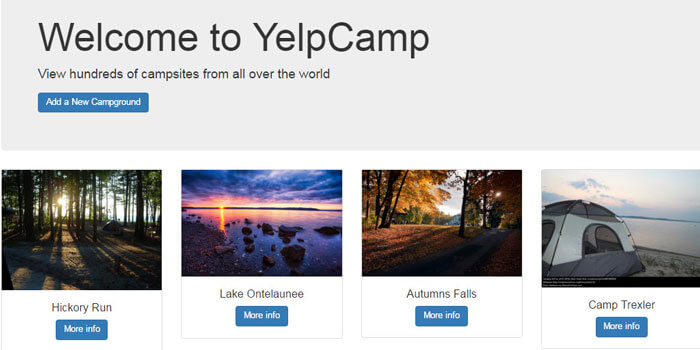 Welcome to YelpCamp
View hundreds of campsites from all over the world
Add a New Campground
Hickory Run
More info
Lake Ontelaunee
More info
Autumns Falls
More info
Camp Trexler
More info